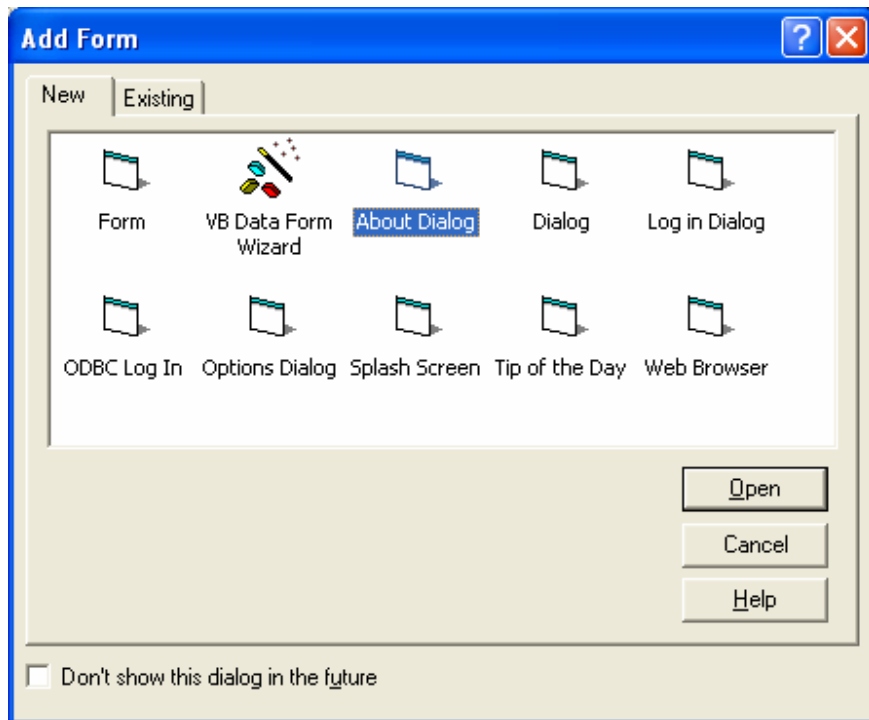 Add Form
New Existing
Form VB Data Form Wizard About Dialog Dialog Log in Dialog
ODBC Log In Options Dialog Splash Screen Tip of the Day Web Browser
Open
Cancel
Help
Don't show this dialog in the future